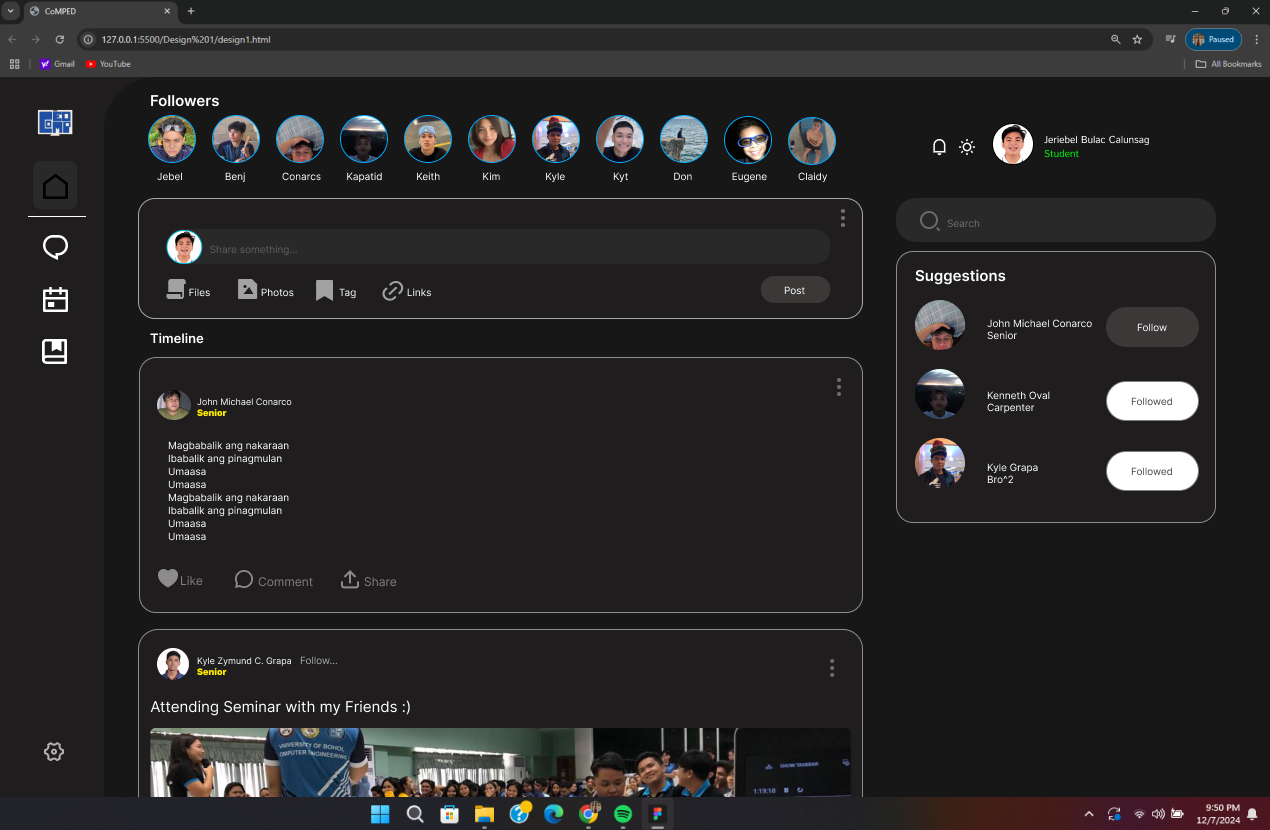 CoMPED
127.0.0.1:5500/Design%201/design1.html
Paused
Gmail
YouTube
All Bookmarks
Followers
Jebel
Benj
Conarcs
Kapatid
Keith
Kim
Kyle
Kyt
Don
Eugene
Claidy
Jeriebel Bulac Calunsag
Student
Share something...
Files
Photos
Tag
Links
Post
Search
Suggestions
John Michael Conarco
Senior
Follow
Kenneth Oval
Carpenter
Followed
Kyle Grapa
Bro^2
Followed
Timeline
John Michael Conarco
Senior
Magbabalik ang nakaraan
Ibabalik ang pinagmulan
Umaasa
Umaasa
Magbabalik ang nakaraan
Ibabalik ang pinagmulan
Umaasa
Umaasa
Like
Comment
Share
Kyle Zymund C. Grapa
Follow...
Senior
Attending Seminar with my Friends :)
UNIVERSITY OF BOHOL
COMPUTER ENGINEERING
SHOW TASKBAR
1:19:18
9:50 PM
12/7/2024